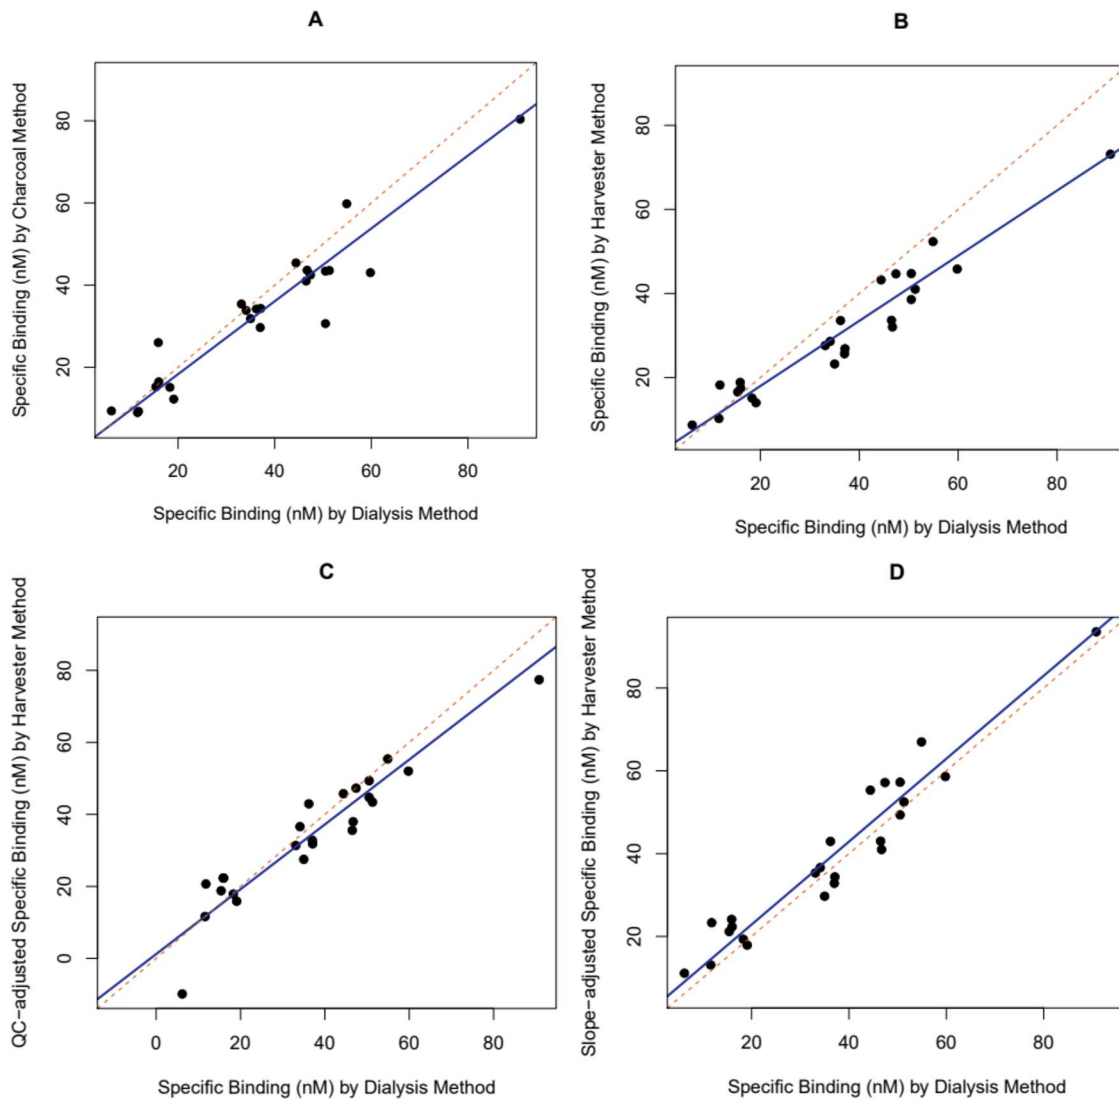 A
Specific Binding (nM) by Charcoal Method
80
60
40
20
20
40
60
80
Specific Binding (nM) by Dialysis Method
B
Specific Binding (nM) by Harvester Method
80
60
40
20
20
40
60
80
Specific Binding (nM) by Dialysis Method
C
QC−adjusted Specific Binding (nM) by Harvester Method
80
60
40
20
0
0
20
40
60
80
Specific Binding (nM) by Dialysis Method
D
Slope−adjusted Specific Binding (nM) by Harvester Method
80
60
40
20
20
40
60
80
Specific Binding (nM) by Dialysis Method